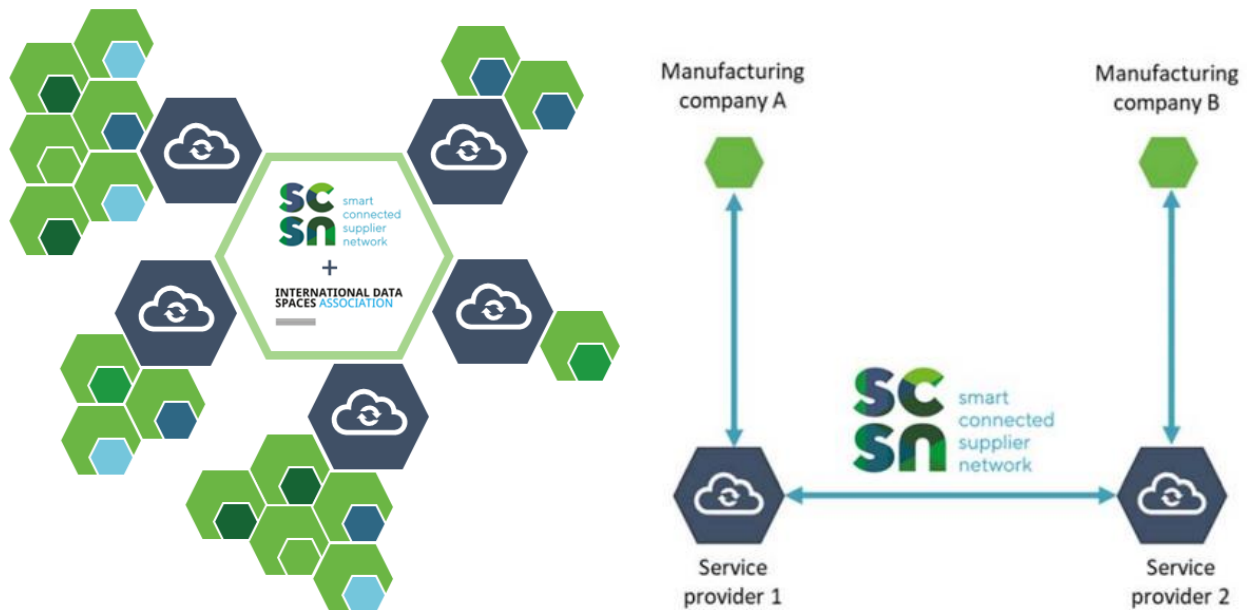 SC
SN
smart
connected
supplier
network
+
INTERNATIONAL DATA
SPACES ASSOCIATION
Manufacturing
company A
Manufacturing
company B
SC
SN
smart
connected
supplier
network
Service
provider 1
Service
provider 2